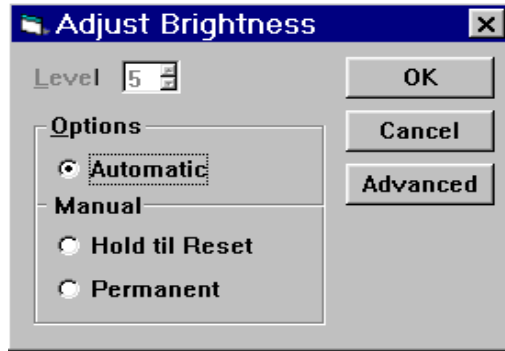 Adjust Brightness
Level 5
OK
Options
Cancel
Automatic
Advanced
Manual
Hold til Reset
Permanent